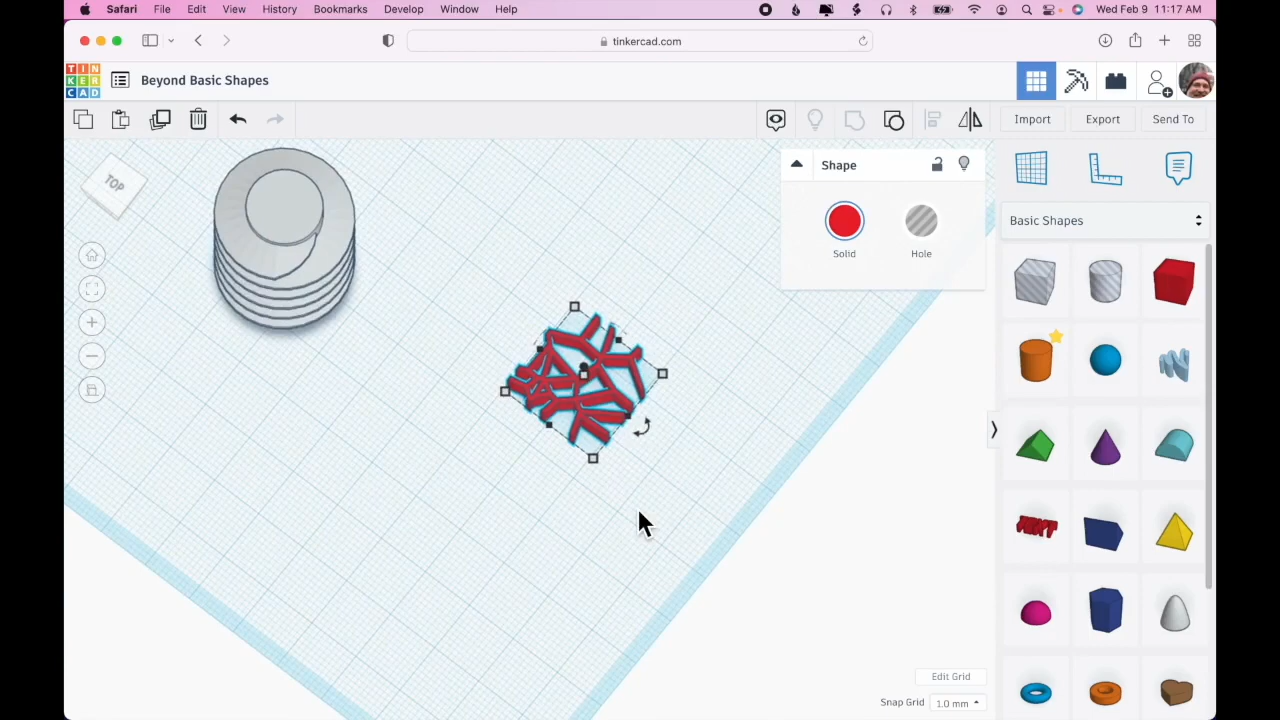 Safari File Edit View History Bookmarks Develop Window Help Wed Feb 9 11:17 AM
tinkercad.com
TIN
KER
CAD
Beyond Basic Shapes
Import Export Send To
TOP
Shape
Solid Hole
Basic Shapes
TEXT
Edit Grid
Snap Grid 1.0 mm